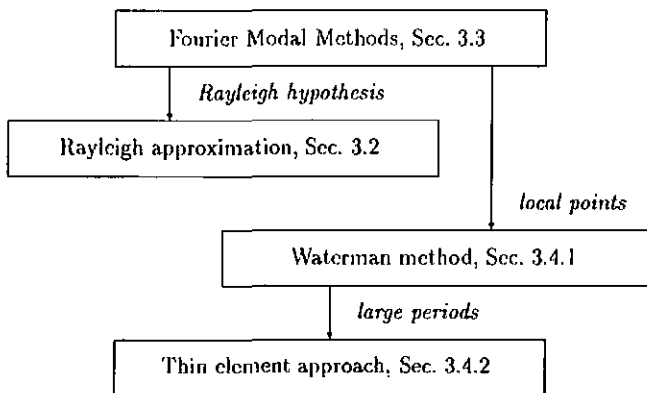 Fourier Modal Methods, Sec. 3.3
Rayleigh hypothesis
Rayleigh approximation, Sec. 3.2
local points
Waterman method, Sec. 3.4.1
large periods
Thin element approach, Sec. 3.4.2